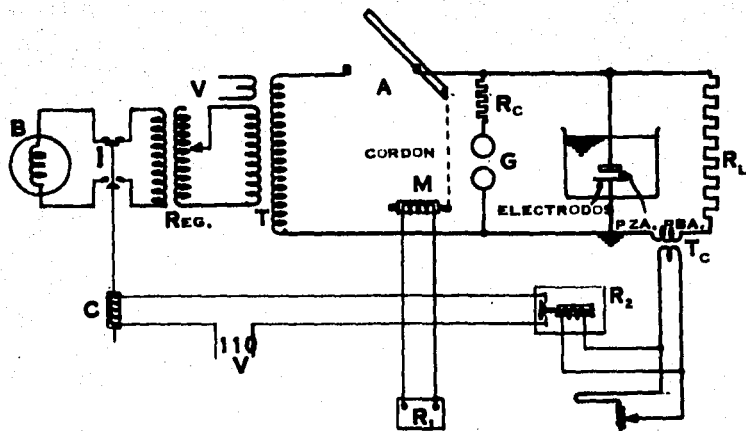 B
I
REG.
V
T
A
CORDON
M
RC
G
ELECTRODOS
PZA. PBA.
RL
TC
C
110
V
R1
R2